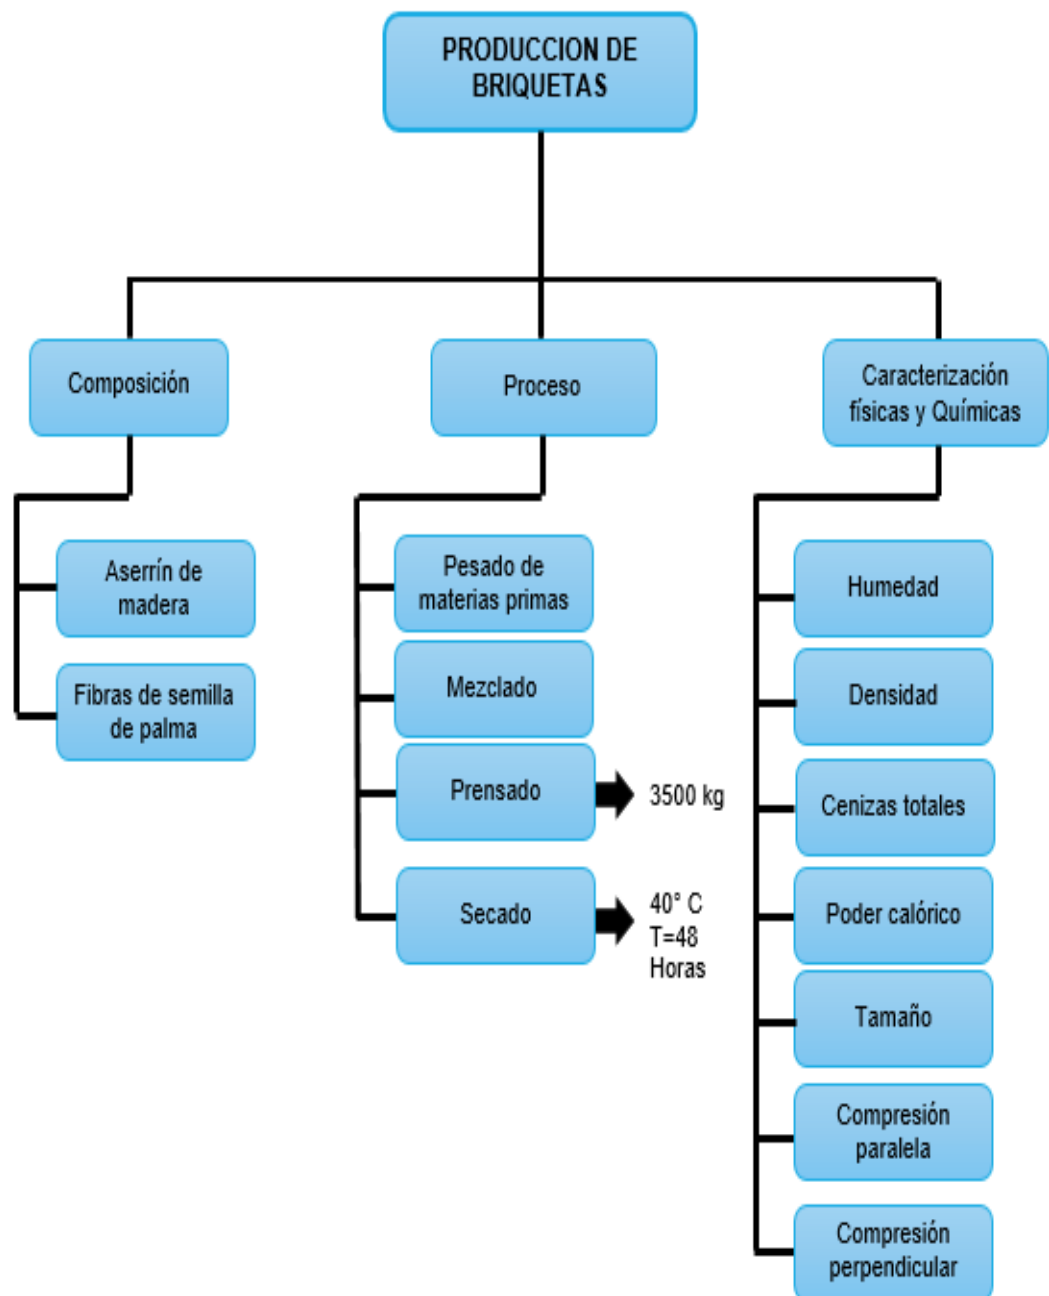 PRODUCCION DE
BRIQUETAS
Composición
Aserrín de
madera
Fibras de semilla
de palma
Proceso
Pesado de
materias primas
Mezclado
Prensado
3500 kg
Secado
40° C
T=48
Horas
Caracterización
físicas y Químicas
Humedad
Densidad
Cenizas totales
Poder calórico
Tamaño
Compresión
paralela
Compresión
perpendicular